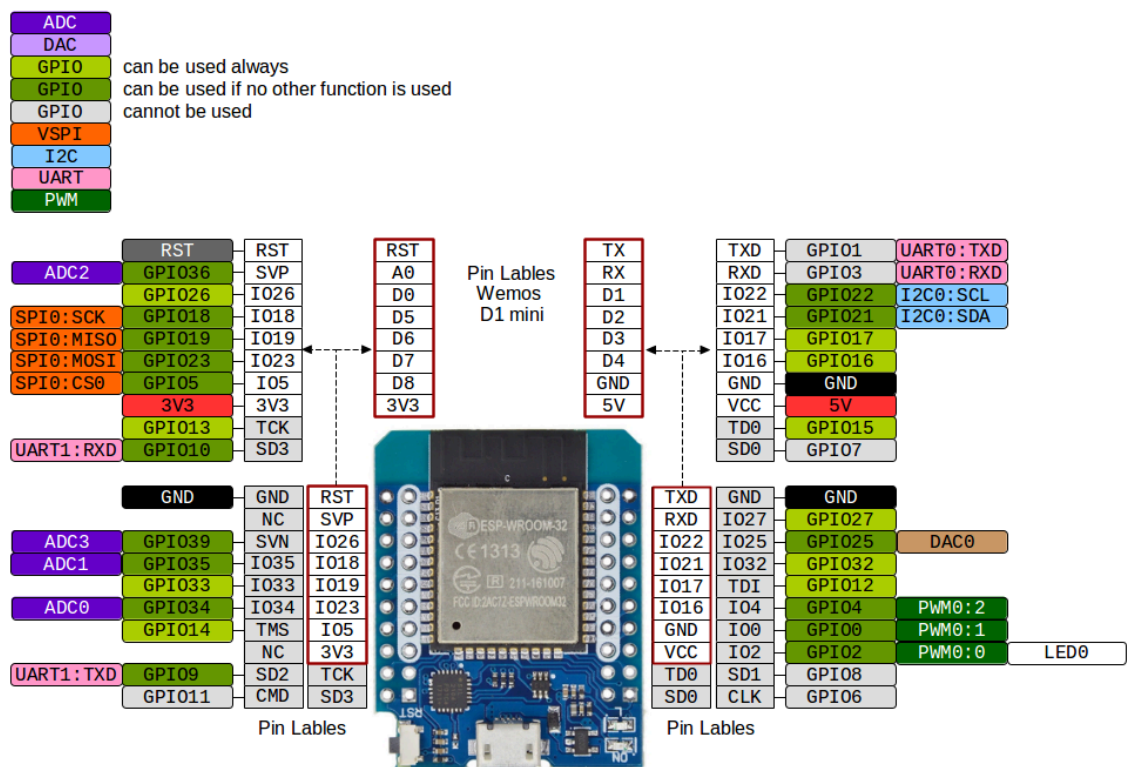 ADC
DAC
GPIO can be used always
GPIO can be used if no other function is used
GPIO cannot be used
VSPI
I2C
UART
PWM
RST RST RST TX TXD GPIO1 UART0:TXD
ADC2 GPIO36 SVP A0 Pin Lables RX RXD GPIO3 UART0:RXD
GPIO26 IO26 D0 Wemos D1 IO22 GPIO22 I2C0:SCL
SPI0:SCK GPIO18 IO18 D5 D1 mini D2 IO21 GPIO21 I2C0:SDA
SPI0:MISO GPIO19 IO19 D6 D3 IO17 GPIO17
SPI0:MOSI GPIO23 IO23 D7 D4 IO16 GPIO16
SPI0:CS0 GPIO5 IO5 D8 GND GND GND
3V3 3V3 3V3 5V VCC 5V
GPIO13 TCK TD0 GPIO15
UART1:RXD GPIO10 SD3 SD0 GPIO7
GND GND RST TXD GND GND
NC SVP RXD IO27 GPIO27
ADC3 GPIO39 SVN IO26 IO22 IO25 GPIO25 DAC0
ADC1 GPIO35 IO35 IO18 IO21 IO32 GPIO32
GPIO33 IO33 IO19 IO17 TDI GPIO12
ADC0 GPIO34 IO34 IO23 IO16 IO4 GPIO4 PWM0:2
GPIO14 TMS IO5 GND IO0 GPIO0 PWM0:1
NC 3V3 VCC IO2 GPIO2 PWM0:0 LED0
UART1:TXD GPIO9 SD2 TCK TD0 SD1 GPIO8
GPIO11 CMD SD3 SD0 CLK GPIO6
Pin Lables Pin Lables
ESP-WROOM-32
CE1313
R 211-161007
FCC ID:2AC7Z-ESPWROOM32
RST
L
ON